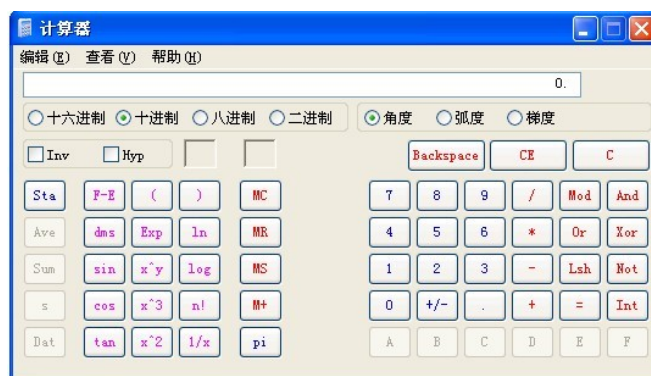 计算器
编辑(E) 查看(V) 帮助(H)
0.
十六进制 十进制 八进制 二进制 角度 弧度 梯度
Inv Hyp Backspace CE C
Sta F-E ( ) MC 7 8 9 / Mod And
Ave dms Exp ln MR 4 5 6 * Or Xor
Sum sin x^y log MS 1 2 3 - Lsh Not
s cos x^3 n! M+ 0 +/- . + = Int
Dat tan x^2 1/x pi A B C D E F